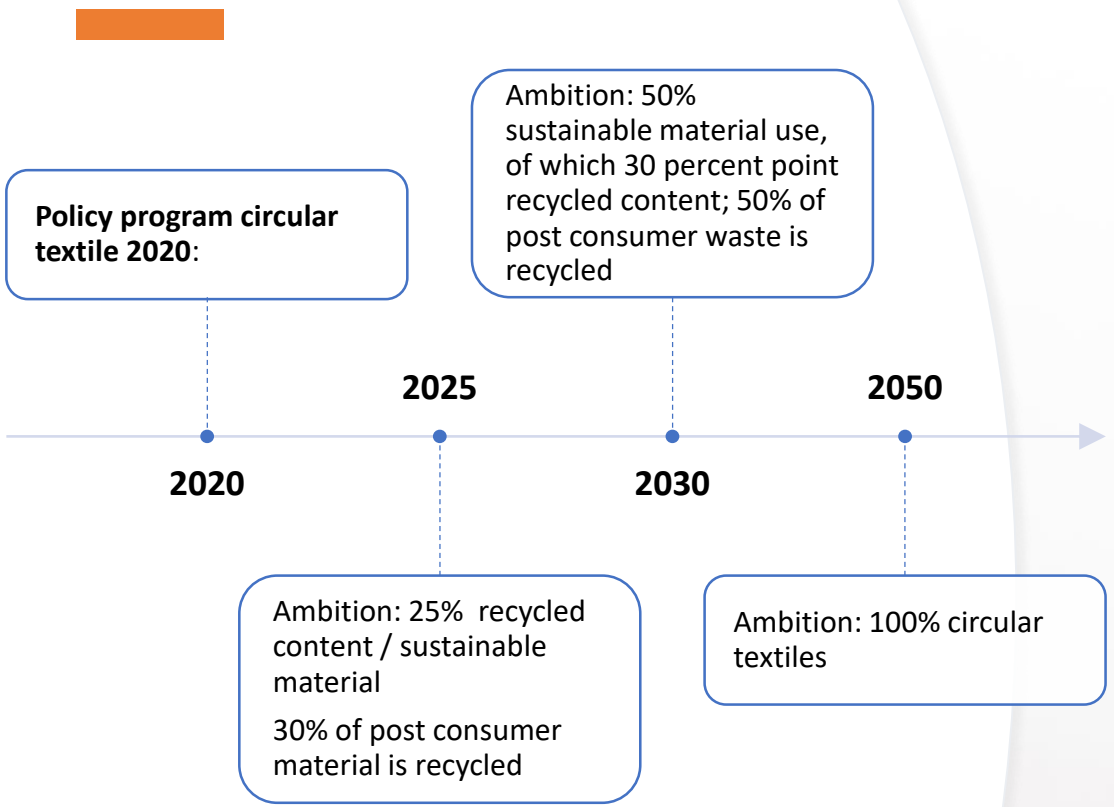 Policy program circular
textile 2020:
2020
2025
Ambition: 25% recycled
content / sustainable
material
30% of post consumer
material is recycled
Ambition: 50%
sustainable material use,
of which 30 percent point
recycled content; 50% of
post consumer waste is
recycled
2030
2050
Ambition: 100% circular
textiles